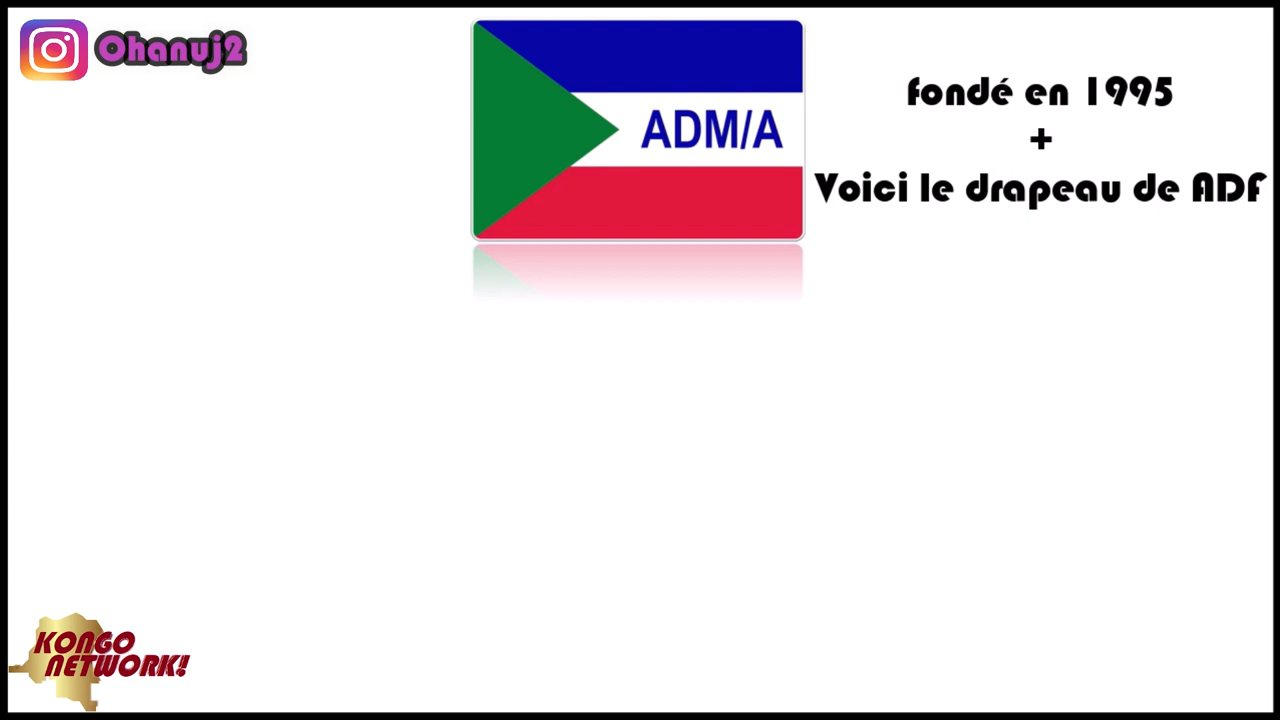 Ohanuj2
ADM/A
fondé en 1995
+
Voici le drapeau de ADF
KONGO
NETWORK!